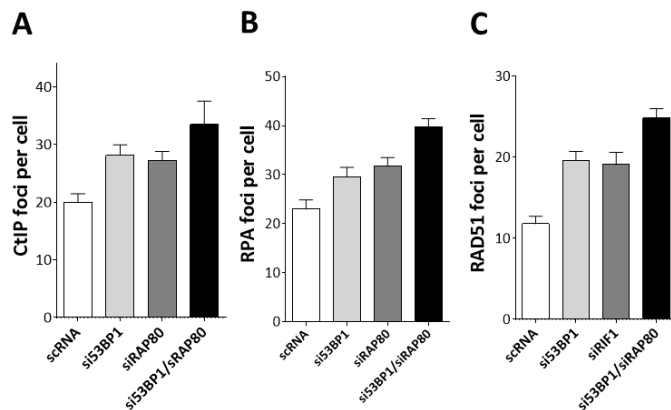 A
B
C
CtIP foci per cell
40
30
20
10
0
scRNA
si53BP1
siRAP80
si53BP1/sRAP80
RPA foci per cell
50
40
30
20
10
0
scRNA
si53BP1
siRAP80
si53BP1/siRAP80
RAD51 foci per cell
30
20
10
0
scRNA
si53BP1
siRIF1
si53BP1/siRAP80